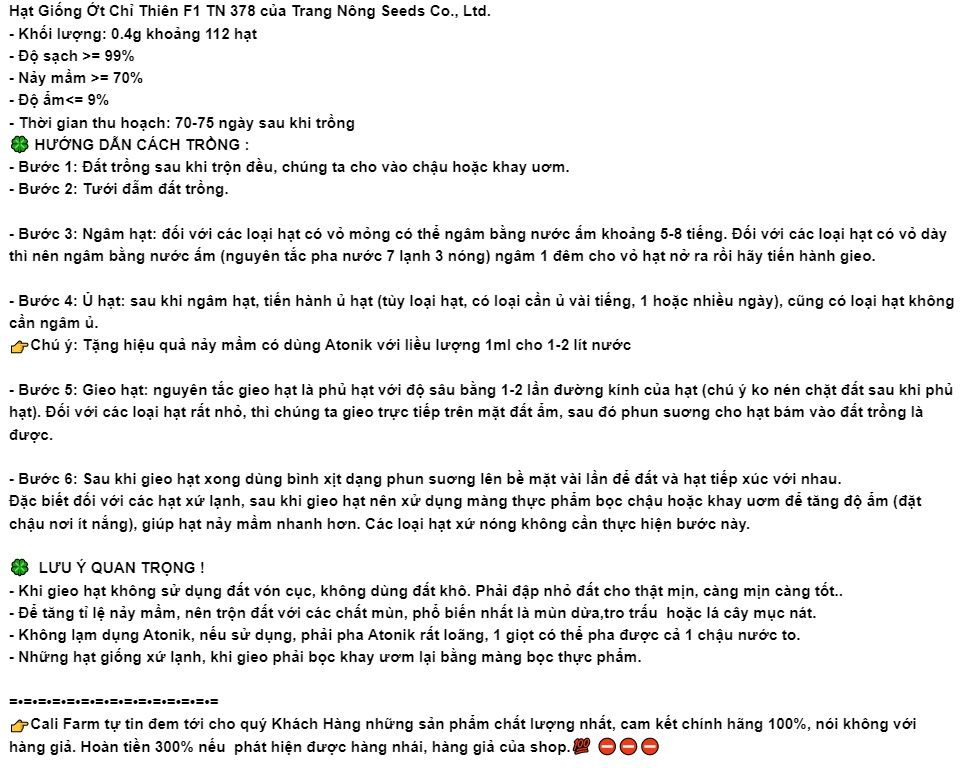 Hạt Giống Ớt Chỉ Thiên F1 TN 378 của Trang Nông Seeds Co., Ltd.
- Khối lượng: 0.4g khoảng 112 hạt
- Độ sạch >= 99%
- Nảy mầm >= 70%
- Độ ẩm<= 9%
- Thời gian thu hoạch: 70-75 ngày sau khi trồng
🍀 HƯỚNG DẪN CÁCH TRỒNG :
- Bước 1: Đất trồng sau khi trộn đều, chúng ta cho vào chậu hoặc khay ươm.
- Bước 2: Tưới đẫm đất trồng.
- Bước 3: Ngâm hạt: đối với các loại hạt có vỏ mỏng có thể ngâm bằng nước ấm khoảng 5-8 tiếng. Đối với các loại hạt có vỏ dày
thì nên ngâm bằng nước ấm (nguyên tắc pha nước 7 lạnh 3 nóng) ngâm 1 đêm cho vỏ hạt nở ra rồi hãy tiến hành gieo.
- Bước 4: Ủ hạt: sau khi ngâm hạt, tiến hành ủ hạt (tùy loại hạt, có loại cần ủ vài tiếng, 1 hoặc nhiều ngày), cũng có loại hạt không
cần ngâm ủ.
👉Chú ý: Tặng hiệu quả nảy mầm có dùng Atonik với liều lượng 1ml cho 1-2 lít nước
- Bước 5: Gieo hạt: nguyên tắc gieo hạt là phủ hạt với độ sâu bằng 1-2 lần đường kính của hạt (chú ý ko nén chặt đất sau khi phủ
hạt). Đối với các loại hạt rất nhỏ, thì chúng ta gieo trực tiếp trên mặt đất ẩm, sau đó phun sương cho hạt bám vào đất trồng là
được.
- Bước 6: Sau khi gieo hạt xong dùng bình xịt dạng phun sương lên bề mặt vài lần để đất và hạt tiếp xúc với nhau.
Đặc biết đối với các hạt xứ lạnh, sau khi gieo hạt nên xử dụng màng thực phẩm bọc chậu hoặc khay ươm để tăng độ ẩm (đặt
chậu nơi ít nắng), giúp hạt nảy mầm nhanh hơn. Các loại hạt xứ nóng không cần thực hiện bước này.
🍀 LƯU Ý QUAN TRỌNG !
- Khi gieo hạt không sử dụng đất vón cục, không dùng đất khô. Phải đập nhỏ đất cho thật mịn, càng mịn càng tốt..
- Để tăng tỉ lệ nảy mầm, nên trộn đất với các chất mùn, phổ biến nhất là mùn dừa,tro trấu hoặc lá cây mục nát.
- Không lạm dụng Atonik, nếu sử dụng, phải pha Atonik rất loãng, 1 giọt có thể pha được cả 1 chậu nước to.
- Những hạt giống xứ lạnh, khi gieo phải bọc khay ươm lại bằng màng bọc thực phẩm.
=•=•=•=•=•=•=•=•=•=•=•=•=•=•=
👉Cali Farm tự tin đem tới cho quý Khách Hàng những sản phẩm chất lượng nhất, cam kết chính hãng 100%, nói không với
hàng giả. Hoàn tiền 300% nếu phát hiện được hàng nhái, hàng giả của shop.💯 ⛔⛔⛔